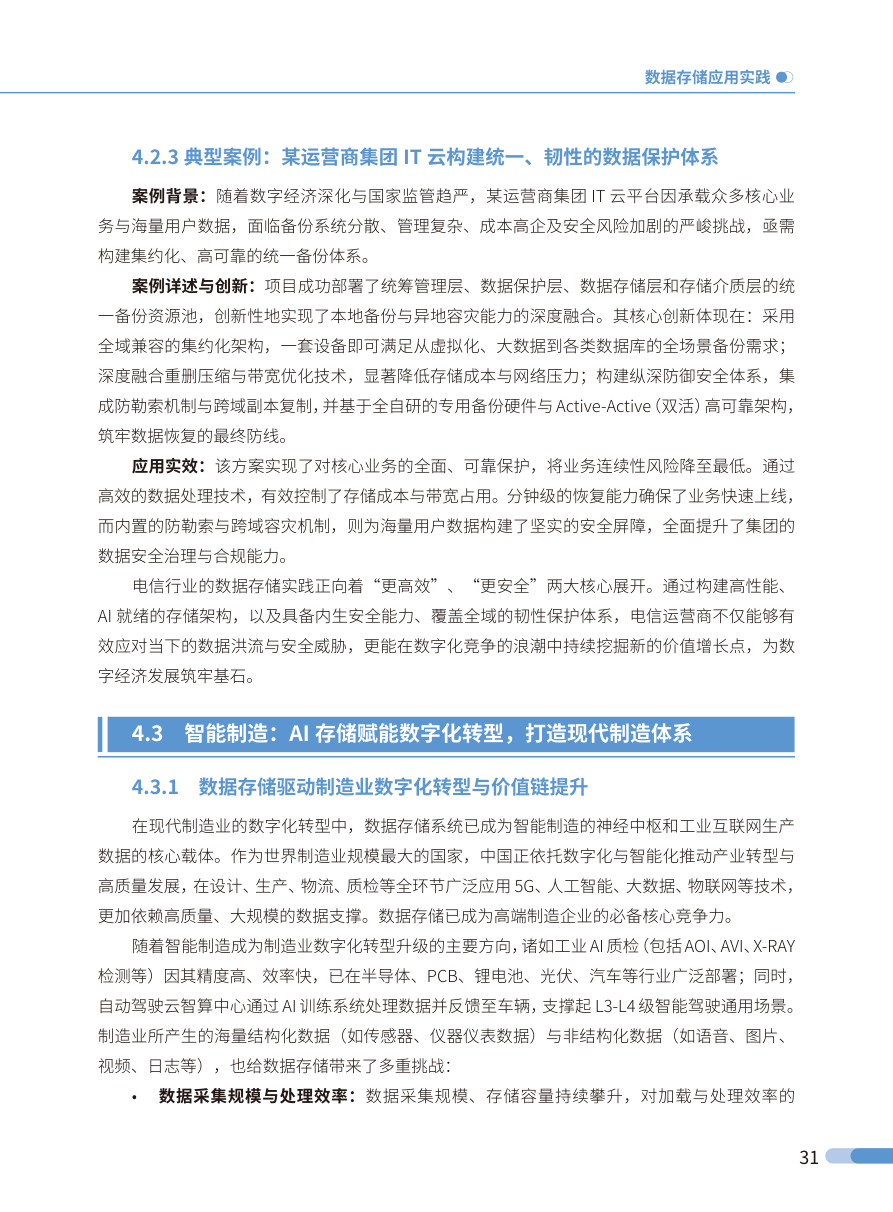 数据存储应用实践
4.2.3 典型案例：某运营商集团 IT 云构建统一、韧性的数据保护体系
案例背景：随着数字经济深化与国家监管趋严，某运营商集团 IT 云平台因承载众多核心业
务与海量用户数据，面临备份系统分散、管理复杂、成本高企及安全风险加剧的严峻挑战，亟需
构建集约化、高可靠的统一备份体系。
案例详述与创新：项目成功部署了统筹管理层、数据保护层、数据存储层和存储介质层的统
一备份资源池，创新性地实现了本地备份与异地容灾能力的深度融合。其核心创新体现在：采用
全域兼容的集约化架构，一套设备即可满足从虚拟化、大数据到各类数据库的全场景备份需求；
深度融合重删压缩与带宽优化技术，显著降低存储成本与网络压力；构建纵深防御安全体系，集
成防勒索机制与跨域副本复制，并基于全自研的专用备份硬件与 Active-Active（双活）高可靠架构，
筑牢数据恢复的最终防线。
应用实效：该方案实现了对核心业务的全面、可靠保护，将业务连续性风险降至最低。通过
高效的数据处理技术，有效控制了存储成本与带宽占用。分钟级的恢复能力确保了业务快速上线，
而内置的防勒索与跨域容灾机制，则为海量用户数据构建了坚实的安全屏障，全面提升了集团的
数据安全治理与合规能力。
电信行业的数据存储实践正向着“更高效”、“更安全”两大核心展开。通过构建高性能、
AI 就绪的存储架构，以及具备内生安全能力、覆盖全域的韧性保护体系，电信运营商不仅能够有
效应对当下的数据洪流与安全威胁，更能在数字化竞争的浪潮中持续挖掘新的价值增长点，为数
字经济发展筑牢基石。
4.3 智能制造：AI 存储赋能数字化转型，打造现代制造体系
4.3.1 数据存储驱动制造业数字化转型与价值链提升
在现代制造业的数字化转型中，数据存储系统已成为智能制造的神经中枢和工业互联网生产
数据的核心载体。作为世界制造业规模最大的国家，中国正依托数字化与智能化推动产业转型与
高质量发展，在设计、生产、物流、质检等全环节广泛应用 5G、人工智能、大数据、物联网等技术，
更加依赖高质量、大规模的数据支撑。数据存储已成为高端制造企业的必备核心竞争力。
随着智能制造成为制造业数字化转型升级的主要方向，诸如工业 AI 质检（包括 AOI、AVI、X-RAY
检测等）因其精度高、效率快，已在半导体、PCB、锂电池、光伏、汽车等行业广泛部署；同时，
自动驾驶云智算中心通过 AI 训练系统处理数据并反馈至车辆，支撑起 L3-L4 级智能驾驶通用场景。
制造业所产生的海量结构化数据（如传感器、仪器仪表数据）与非结构化数据（如语音、图片、
视频、日志等），也给数据存储带来了多重挑战：
• 数据采集规模与处理效率：数据采集规模、存储容量持续攀升，对加载与处理效率的
31